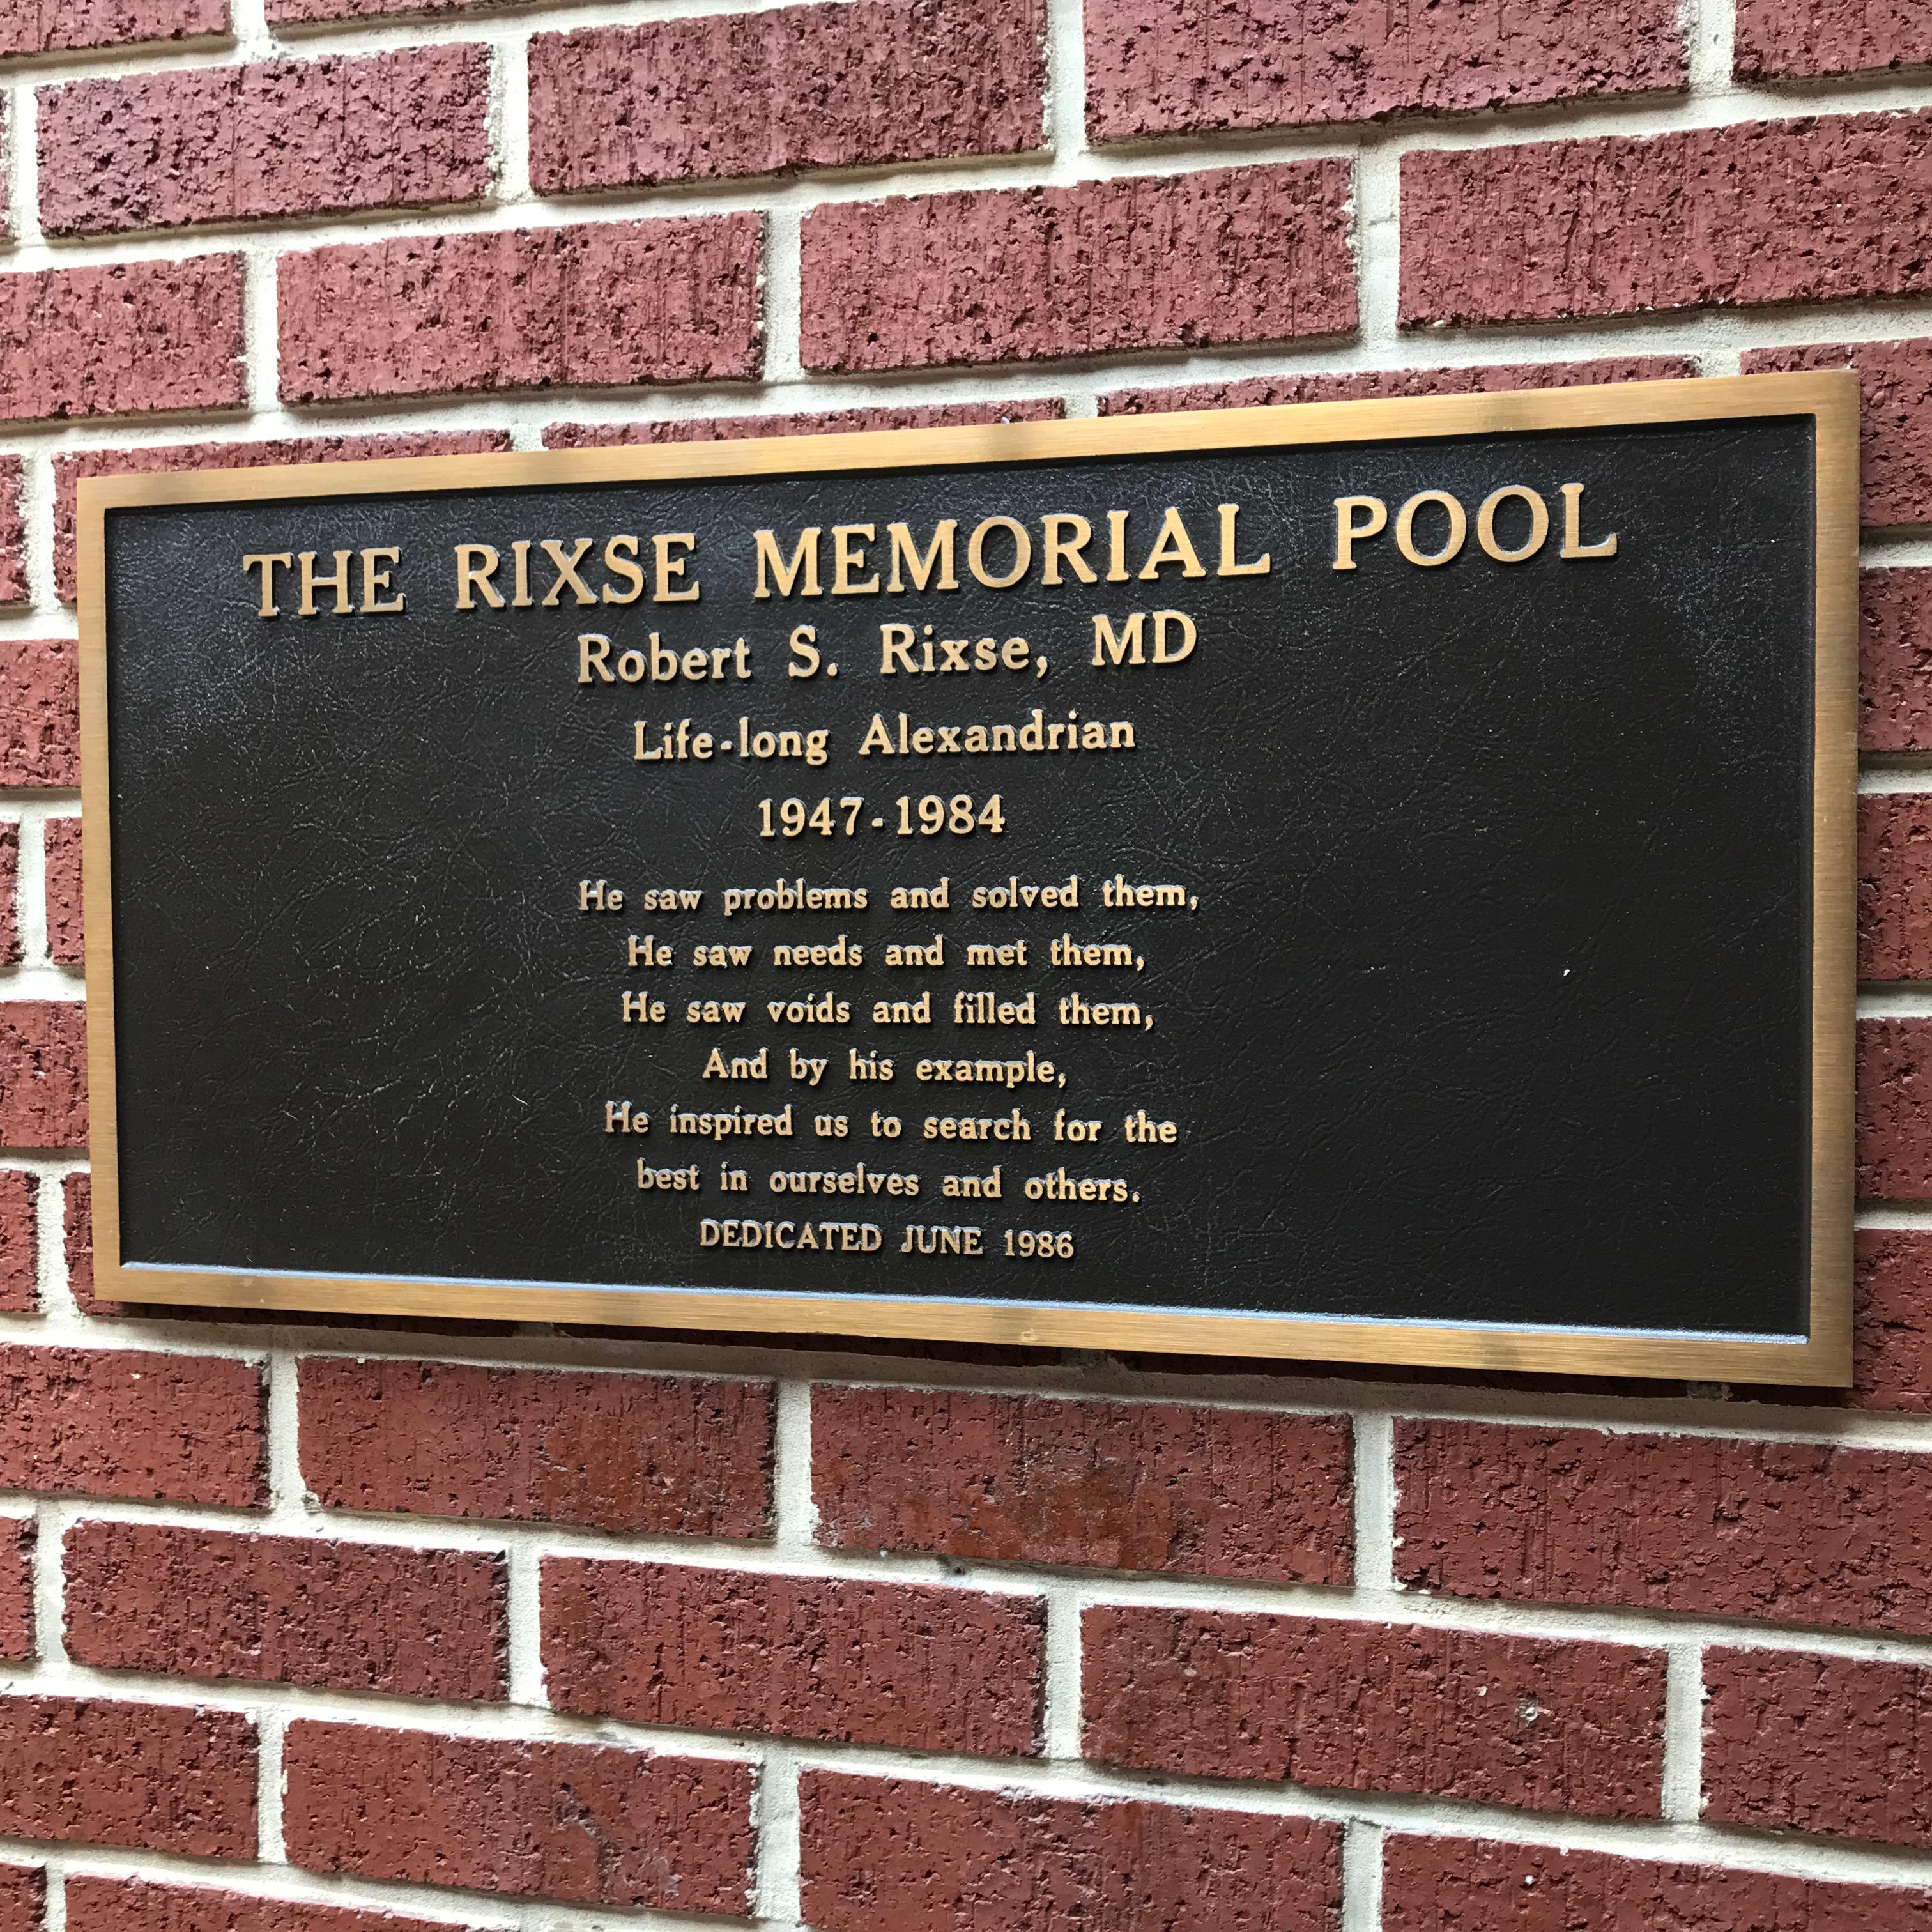 THE RIXSE MEMORIAL POOL
Robert S. Rixse, MD
Life-long Alexandrian
1947-1984
He saw problems and solved them,
He saw needs and met them,
He saw voids and filled them,
And by his example,
He inspired us to search for the
best in ourselves and others.
DEDICATED JUNE 1986